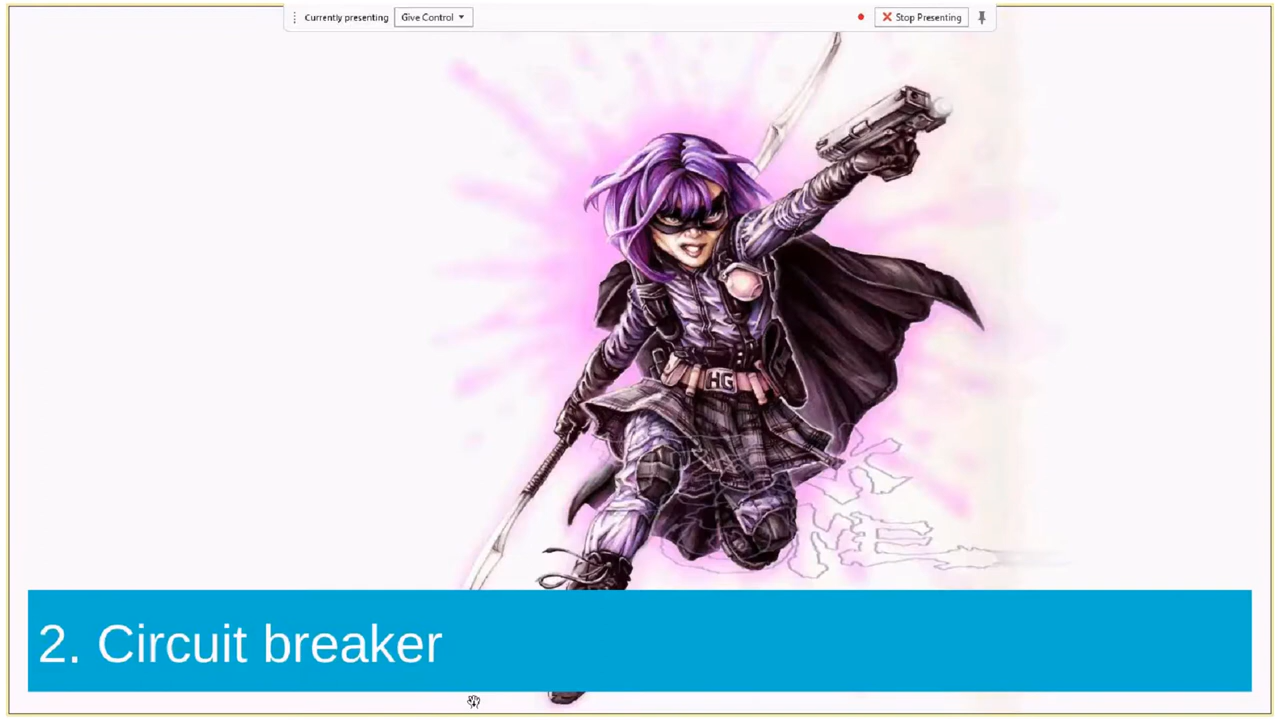 Currently presenting
Give Control
Stop Presenting
HG
2. Circuit breaker